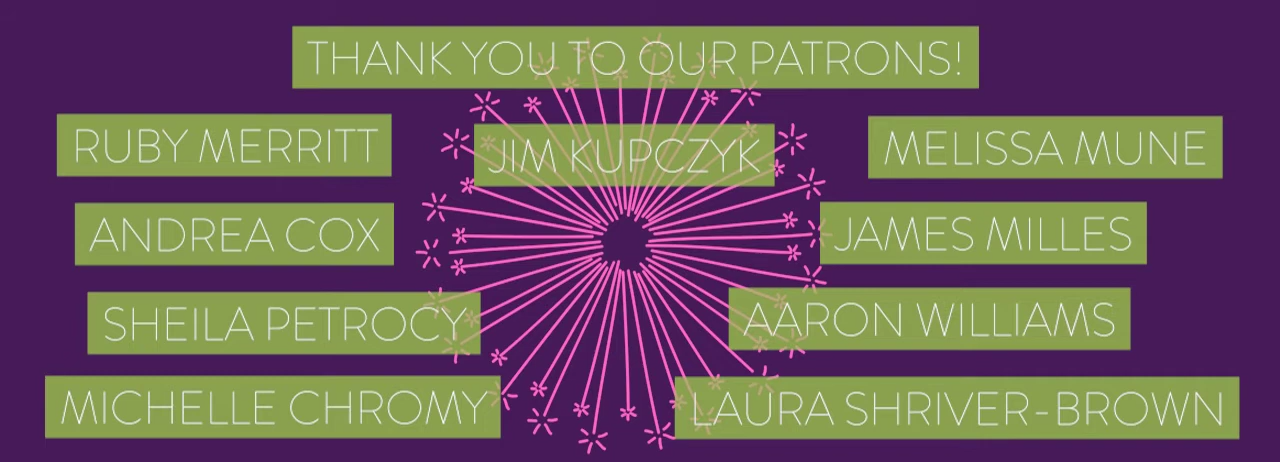 THANK YOU TO OUR PATRONS!
RUBY MERRITT
JIM KUPCZYK
MELISSA MUNE
ANDREA COX
JAMES MILLES
SHEILA PETROCY
AARON WILLIAMS
MICHELLE CHROMY
LAURA SHRIVER-BROWN